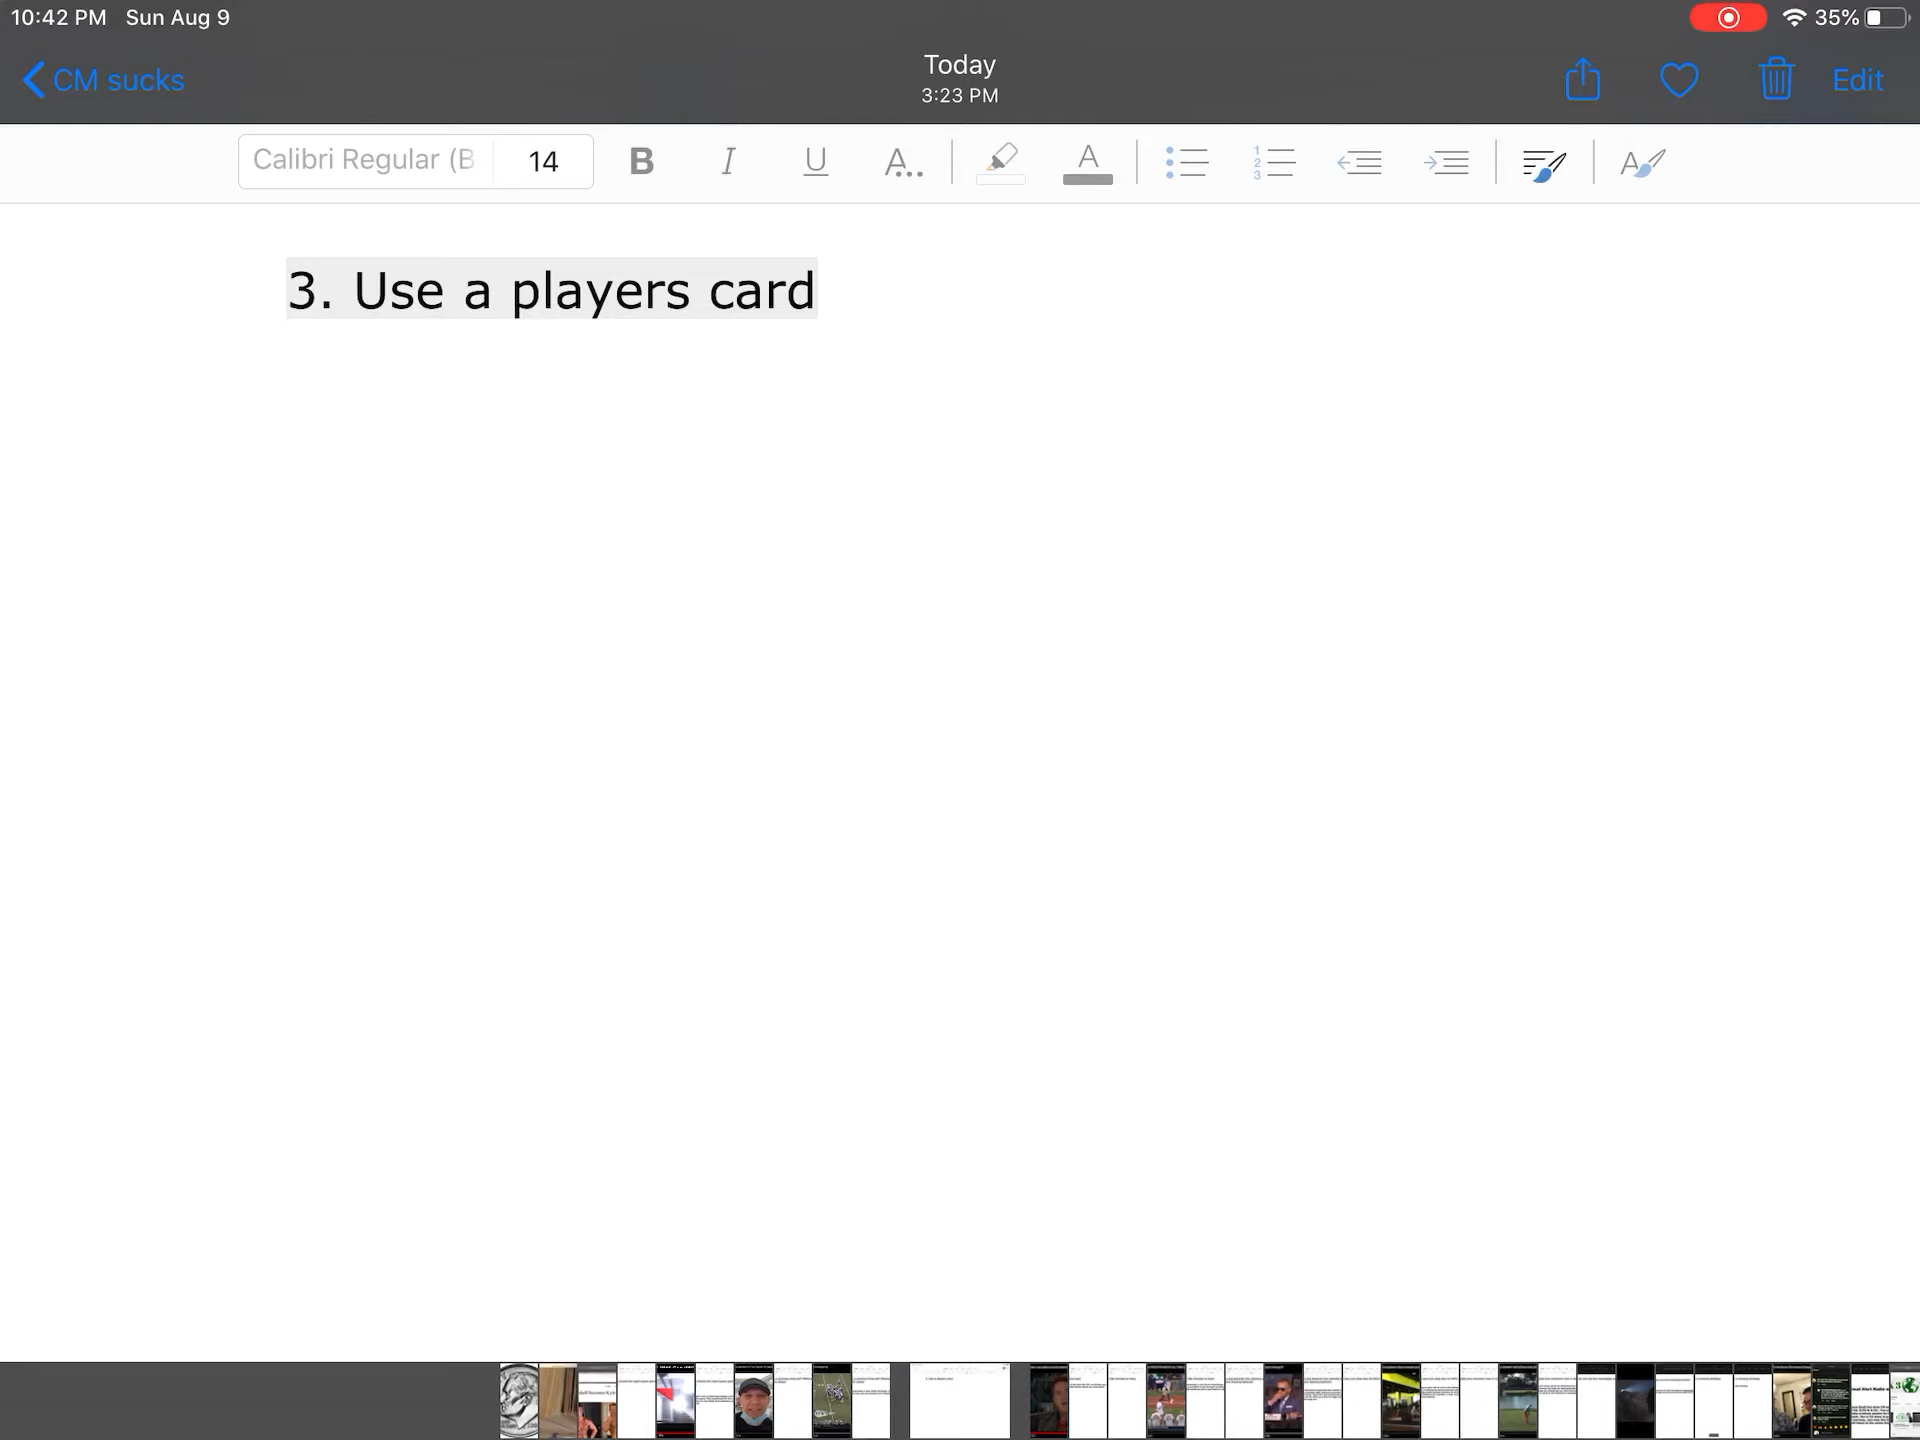 10:42 PM Sun Aug 9
35%
CM sucks
Today
3:23 PM
Edit
Calibri Regular (B
14
B I U A...
A
3. Use a players card